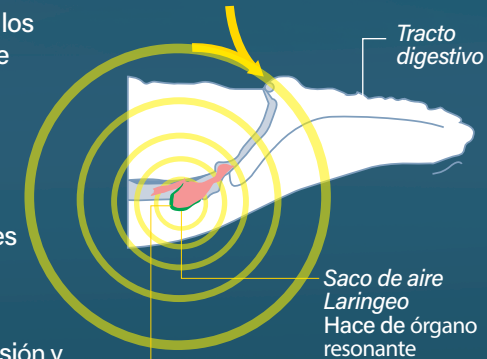 los
e
Tracto
digestivo
es
Saco de aire
Laringeo
Hace de órgano
resonante
sión y